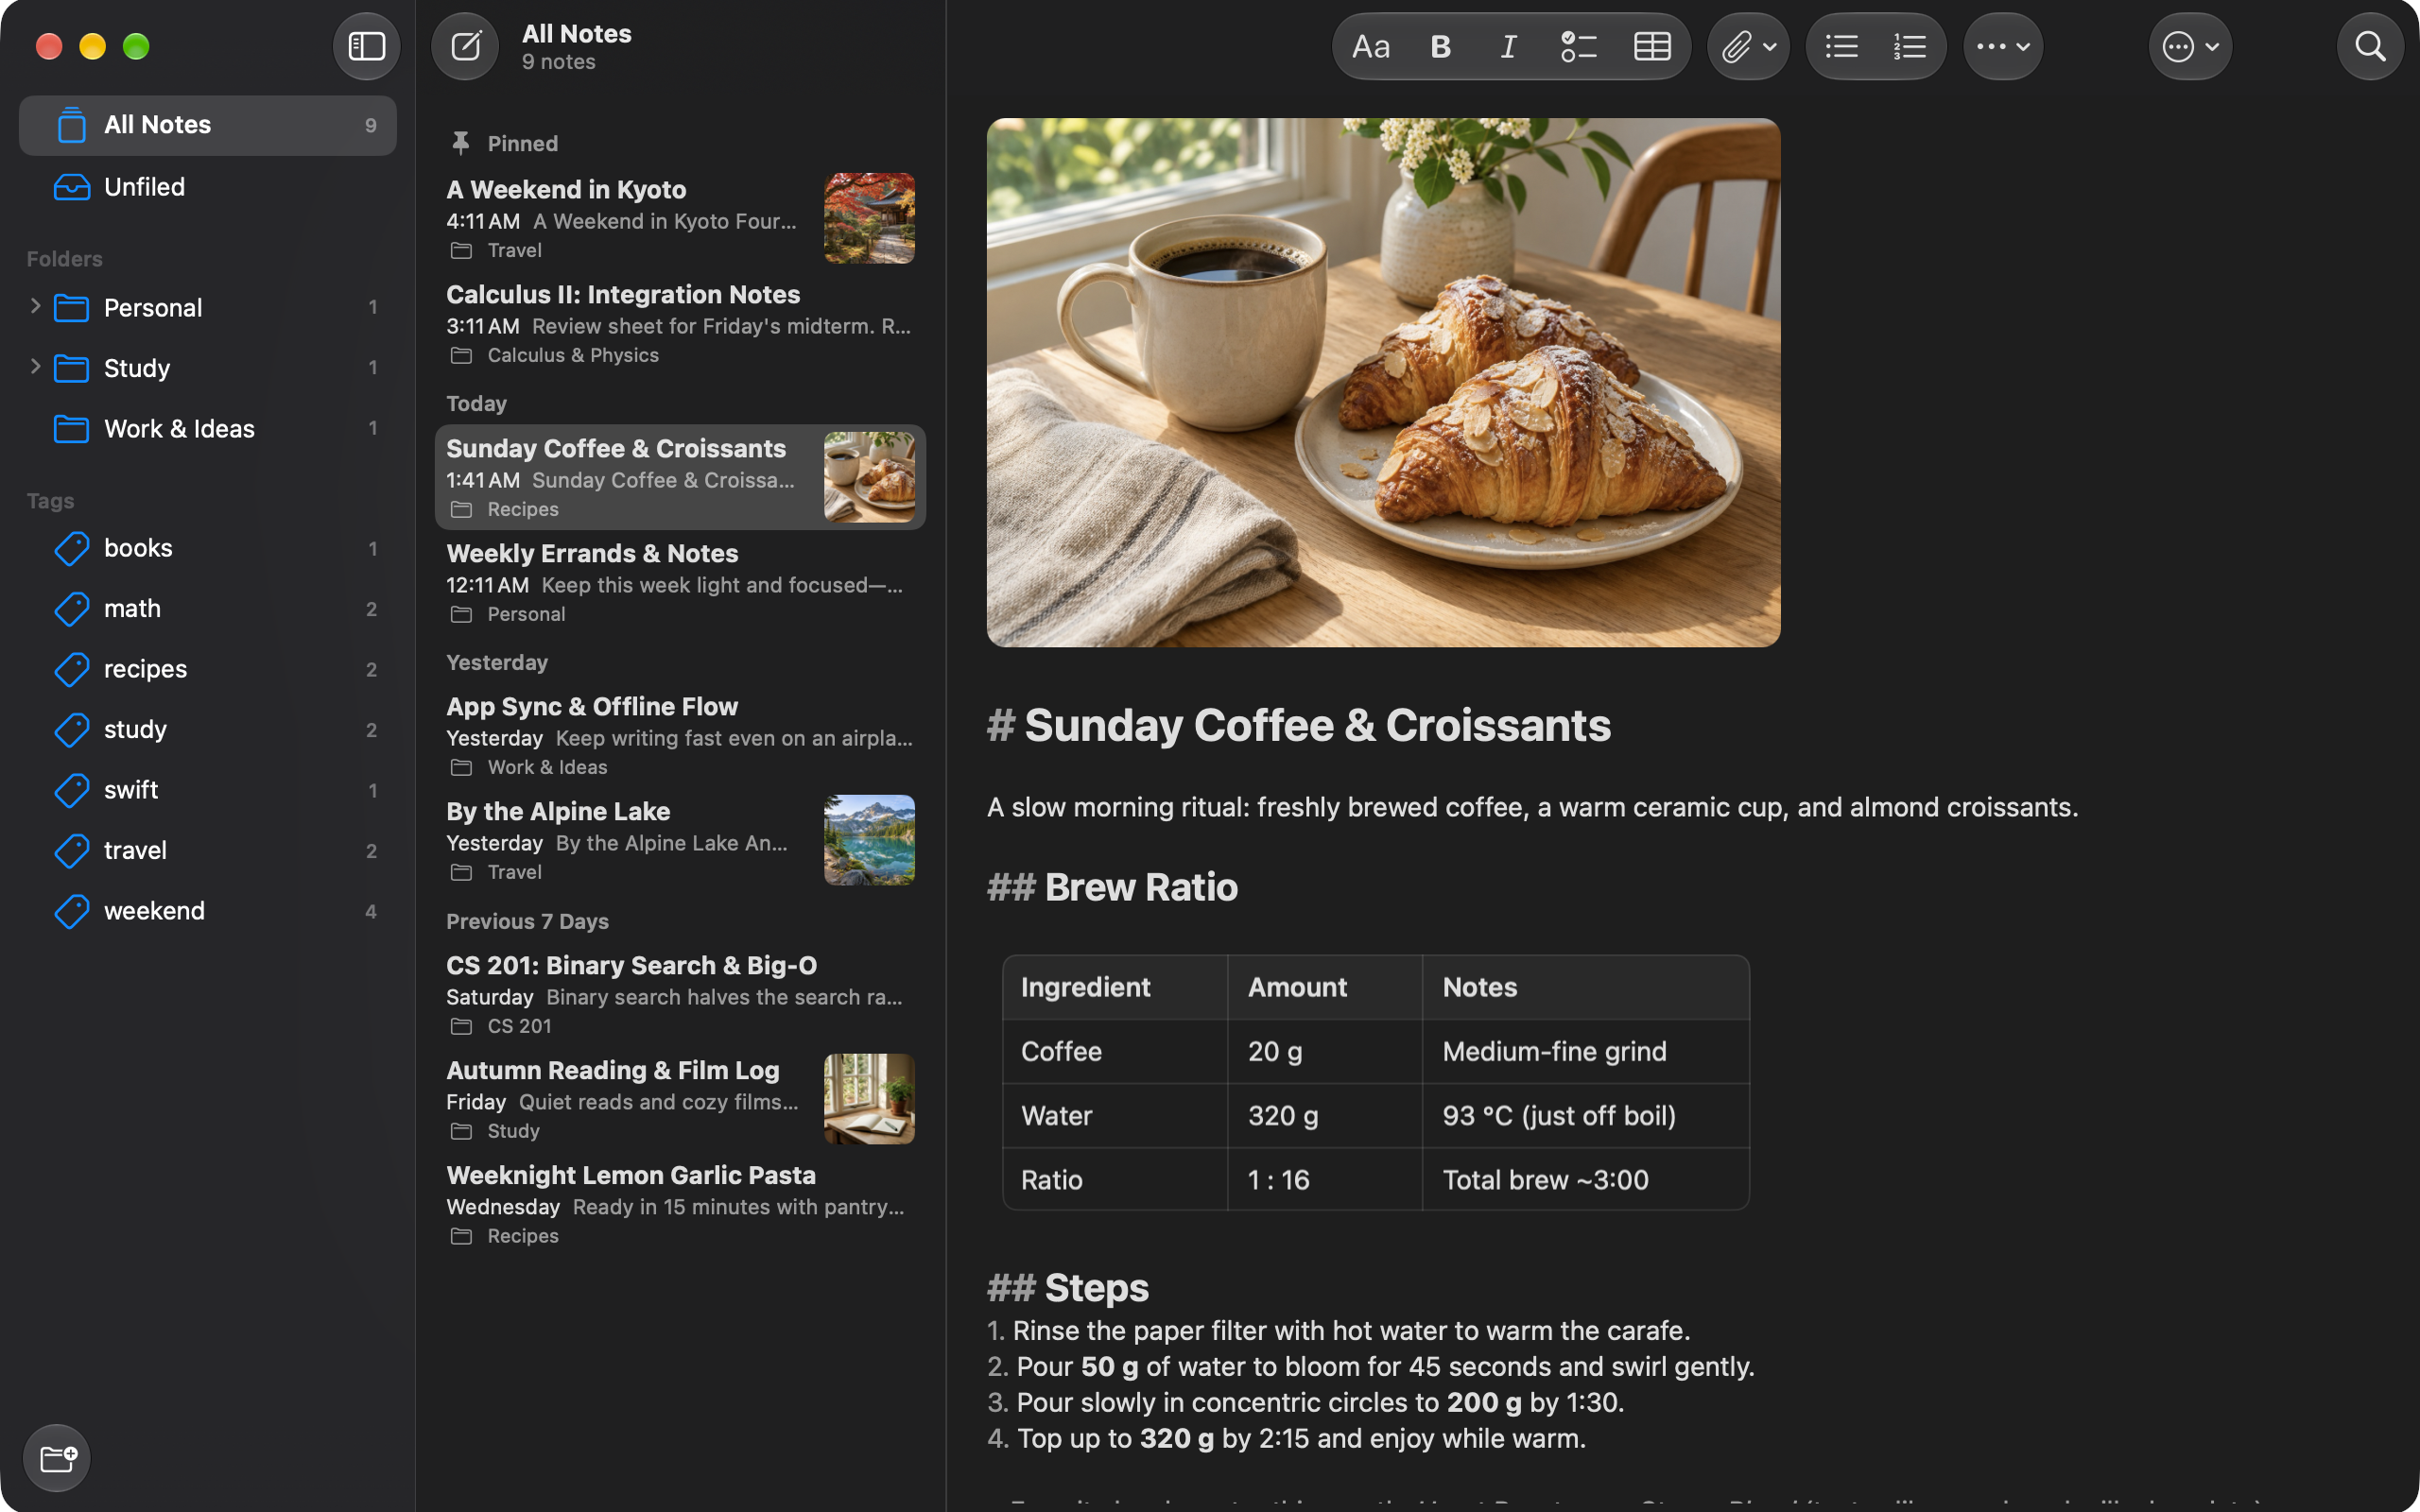 All Notes 9
Unfiled
Folders
Personal 1
Study 1
Work & Ideas 1
Tags
books 1
math 2
recipes 2
study 2
swift 1
travel 2
weekend 4
All Notes
9 notes
Pinned
A Weekend in Kyoto
4:11 AM A Weekend in Kyoto Four...
Travel
Calculus II: Integration Notes
3:11 AM Review sheet for Friday's midterm. R...
Calculus & Physics
Today
Sunday Coffee & Croissants
1:41 AM Sunday Coffee & Croissa...
Recipes
Weekly Errands & Notes
12:11 AM Keep this week light and focused—...
Personal
Yesterday
App Sync & Offline Flow
Yesterday Keep writing fast even on an airpla...
Work & Ideas
By the Alpine Lake
Yesterday By the Alpine Lake An...
Travel
Previous 7 Days
CS 201: Binary Search & Big-O
Saturday Binary search halves the search ra...
CS 201
Autumn Reading & Film Log
Friday Quiet reads and cozy films...
Study
Weeknight Lemon Garlic Pasta
Wednesday Ready in 15 minutes with pantry...
Recipes
Aa B I
# Sunday Coffee & Croissants
A slow morning ritual: freshly brewed coffee, a warm ceramic cup, and almond croissants.
## Brew Ratio
Ingredient Amount Notes
Coffee 20 g Medium-fine grind
Water 320 g 93 °C (just off boil)
Ratio 1 : 16 Total brew ~3:00
## Steps
1. Rinse the paper filter with hot water to warm the carafe.
2. Pour 50 g of water to bloom for 45 seconds and swirl gently.
3. Pour slowly in concentric circles to 200 g by 1:30.
4. Top up to 320 g by 2:15 and enjoy while warm.